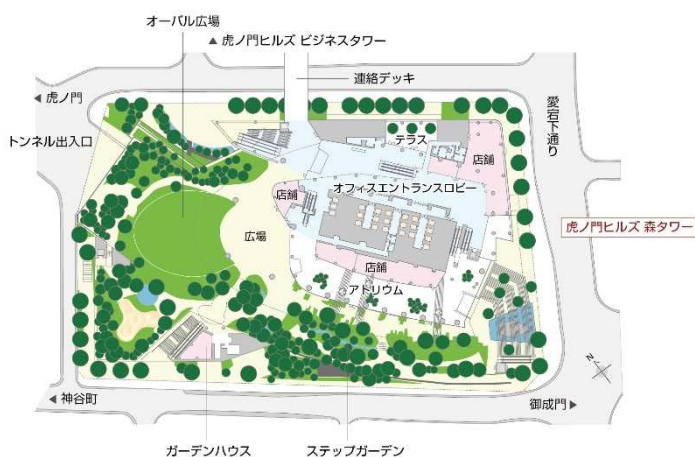 オーバル広場
▲ 虎ノ門ヒルズ ビジネスタワー
連絡デッキ
◀ 虎ノ門
愛宕下通り
トンネル出入口
テラス
店舗
オフィスエントランスロビー
店舗
虎ノ門ヒルズ 森タワー
広場
店舗
アトリウム
N
◀ 神谷町
御成門 ▶
ガーデンハウス
ステップガーデン